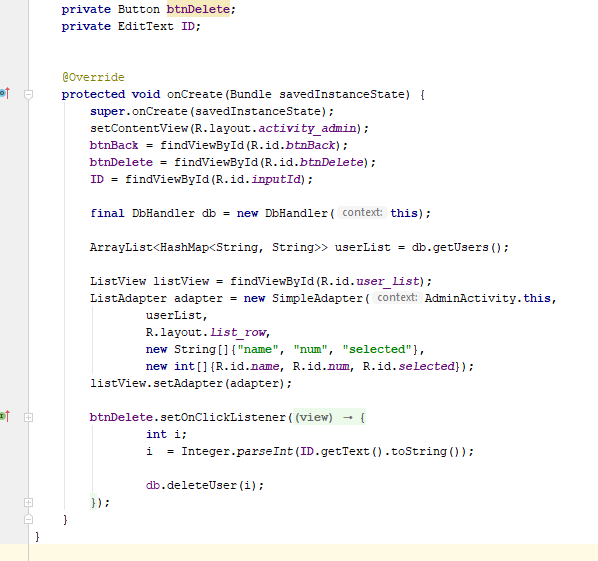 private Button btnDelete;
private EditText ID;
@Override
protected void onCreate(Bundle savedInstanceState) {
super.onCreate(savedInstanceState);
setContentView(R.layout.activity_admin);
btnBack = findViewById(R.id.btnBack);
btnDelete = findViewById(R.id.btnDelete);
ID = findViewById(R.id.inputId);
final DbHandler db = new DbHandler( context: this);
ArrayList<HashMap<String, String>> userList = db.getUsers();
ListView listView = findViewById(R.id.user_list);
ListAdapter adapter = new SimpleAdapter( context: AdminActivity.this,
userList,
R.layout.list_row,
new String[]{"name", "num", "selected"},
new int[]{R.id.name, R.id.num, R.id.selected});
listView.setAdapter(adapter);
btnDelete.setOnClickListener((view) → {
int i;
i  = Integer.parseInt(ID.getText().toString());
db.deleteUser(i);
});
}
}